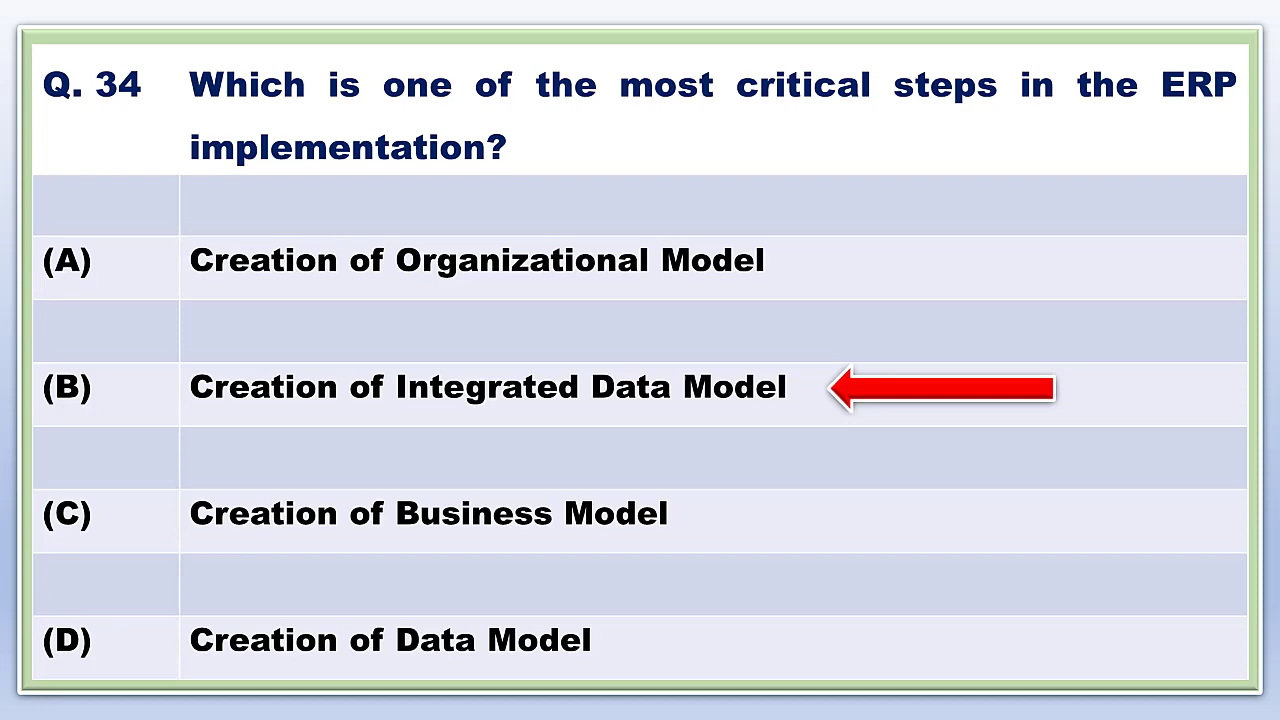 Q. 34 Which is one of the most critical steps in the ERP
implementation?
(A) Creation of Organizational Model
(B) Creation of Integrated Data Model
(C) Creation of Business Model
(D) Creation of Data Model